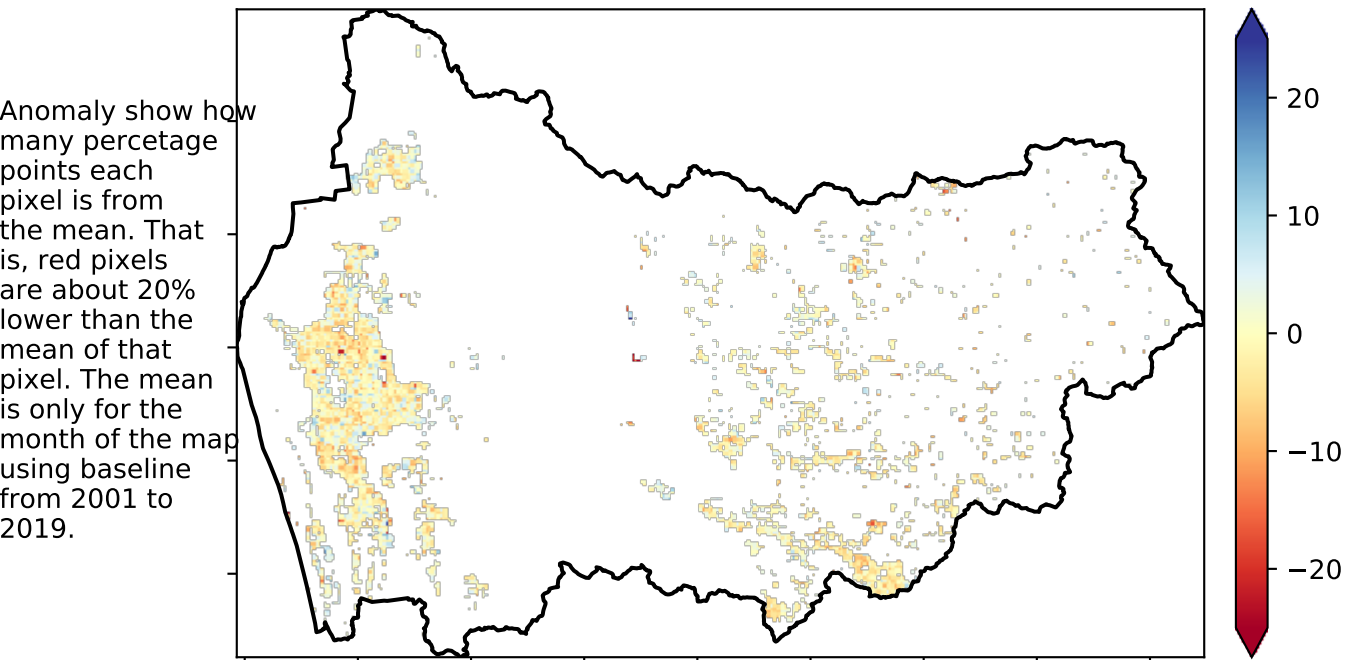 Anomaly show how
many percetage
points each
pixel is from
the mean. That
is, red pixels
are about 20%
lower than the
mean of that
pixel. The mean
is only for the
month of the map
using baseline
from 2001 to
2019.
20
10
0
−10
−20